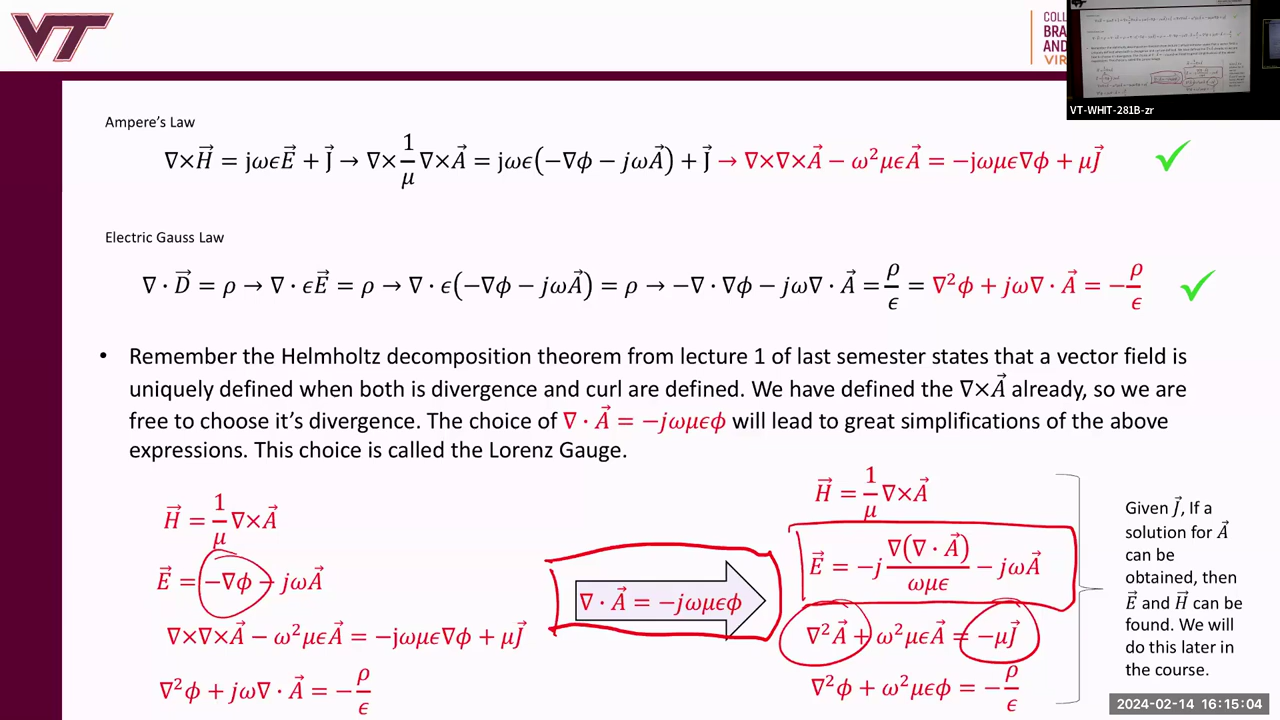 VT
COLL
BRA
AND
VIRG
VT-WHIT-281B-zr
Ampere's Law
∇×H⃗ = jωϵE⃗ + J⃗ → ∇×1/μ ∇×A⃗ = jωϵ(−∇ϕ − jωA⃗) + J⃗ → ∇×∇×A⃗ − ω²μϵA⃗ = −jωμϵ∇ϕ + μJ⃗ ✓
Electric Gauss Law
∇ · D⃗ = ρ → ∇ · ϵE⃗ = ρ → ∇ · ϵ(−∇ϕ − jωA⃗) = ρ → −∇ · ∇ϕ − jω∇ · A⃗ = ρ/ϵ = ∇²ϕ + jω∇ · A⃗ = −ρ/ϵ ✓
• Remember the Helmholtz decomposition theorem from lecture 1 of last semester states that a vector field is
uniquely defined when both is divergence and curl are defined. We have defined the ∇×A⃗ already, so we are
free to choose it's divergence. The choice of ∇ · A⃗ = −jωμϵϕ will lead to great simplifications of the above
expressions. This choice is called the Lorenz Gauge.
H⃗ = 1/μ ∇×A⃗
E⃗ = −∇ϕ − jωA⃗
∇×∇×A⃗ − ω²μϵA⃗ = −jωμϵ∇ϕ + μJ⃗
∇²ϕ + jω∇ · A⃗ = −ρ/ϵ
∇ · A⃗ = −jωμϵϕ
H⃗ = 1/μ ∇×A⃗
E⃗ = −j ∇(∇ · A⃗)/ωμϵ − jωA⃗
∇²A⃗ + ω²μϵA⃗ = −μJ⃗
∇²ϕ + ω²μϵϕ = −ρ/ϵ
Given J⃗, If a
solution for A⃗
can be
obtained, then
E⃗ and H⃗ can be
found. We will
do this later in
the course.
2024-02-14 16:15:04